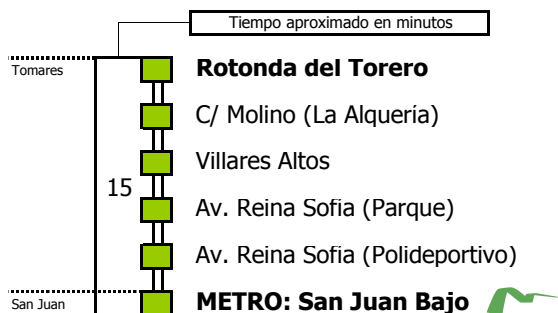 Tiempo aproximado en minutos
Tomares
Rotonda del Torero
C/ Molino (La Alquería)
Villares Altos
15
Av. Reina Sofia (Parque)
Av. Reina Sofia (Polideportivo)
San Juan
METRO: San Juan Bajo